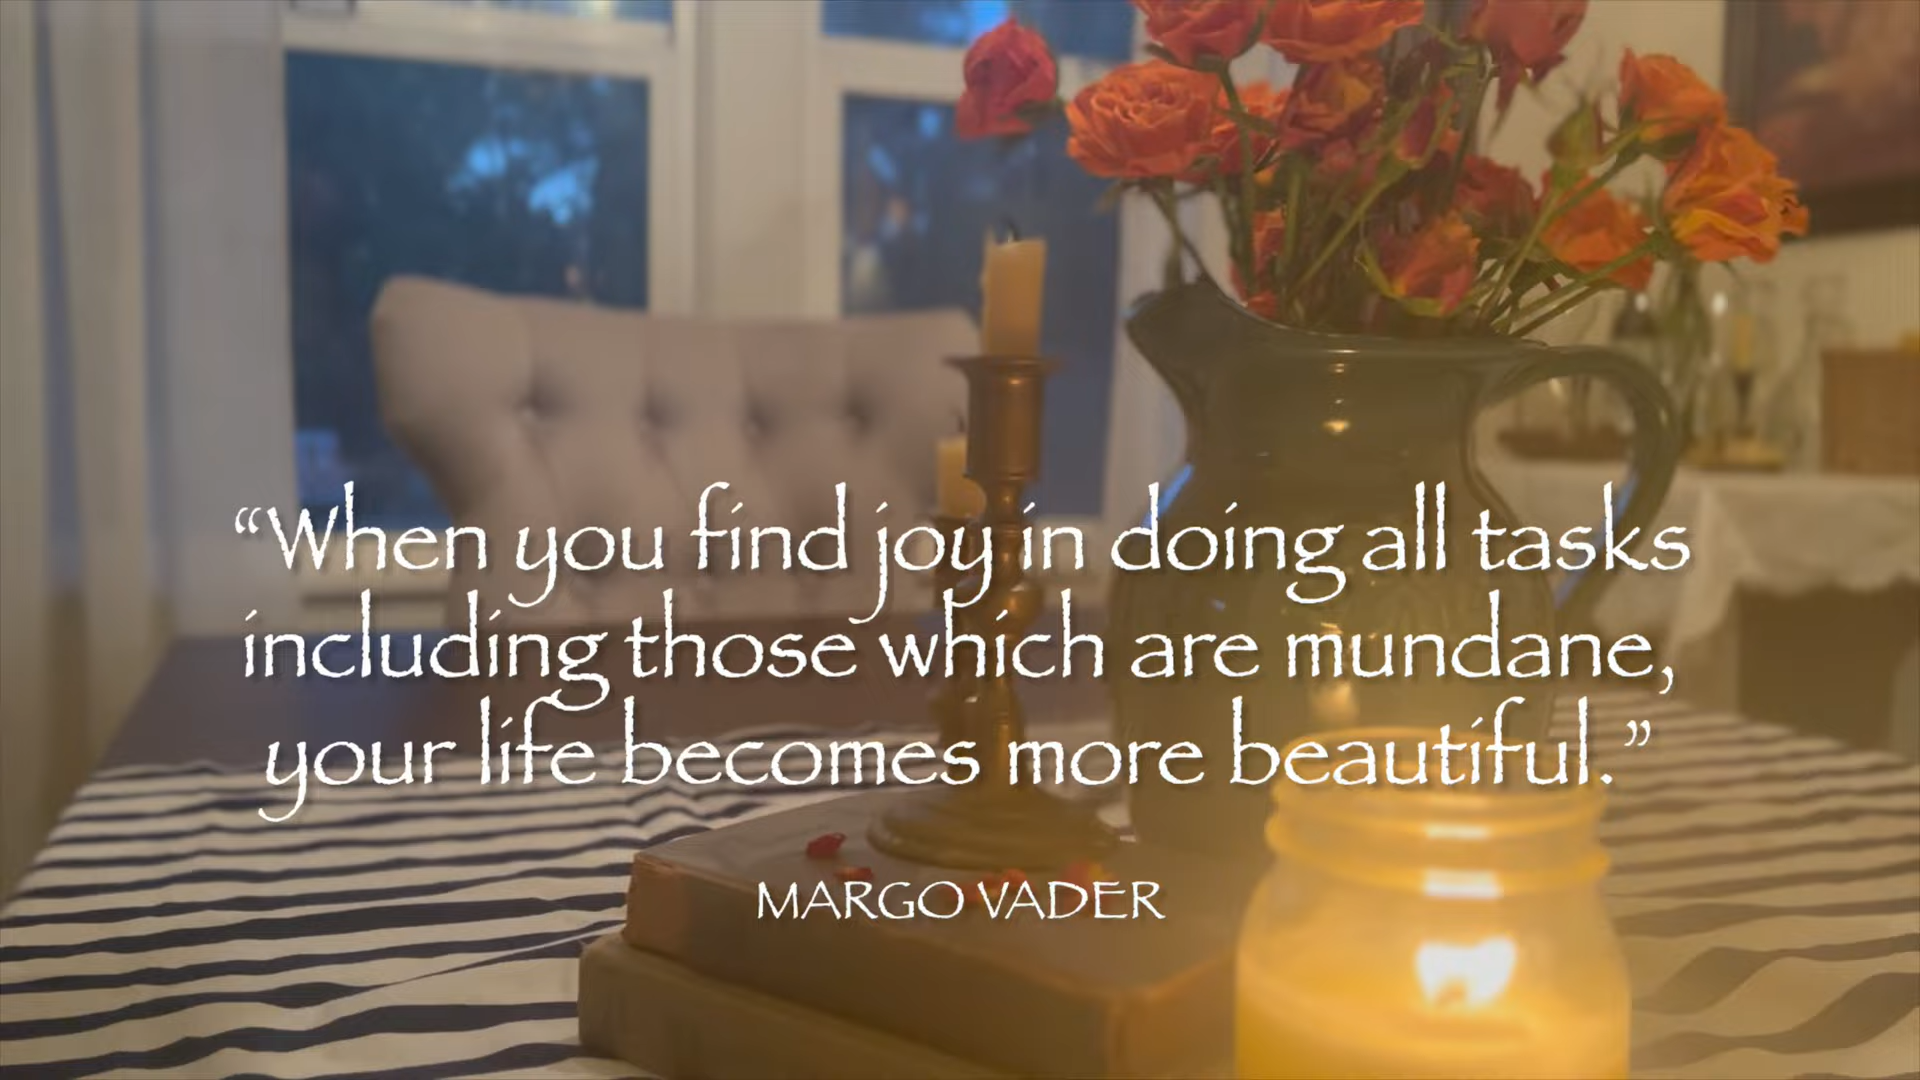 “When you find joy in doing all tasks
including those which are mundane,
your life becomes more beautiful.”
MARGO VADER